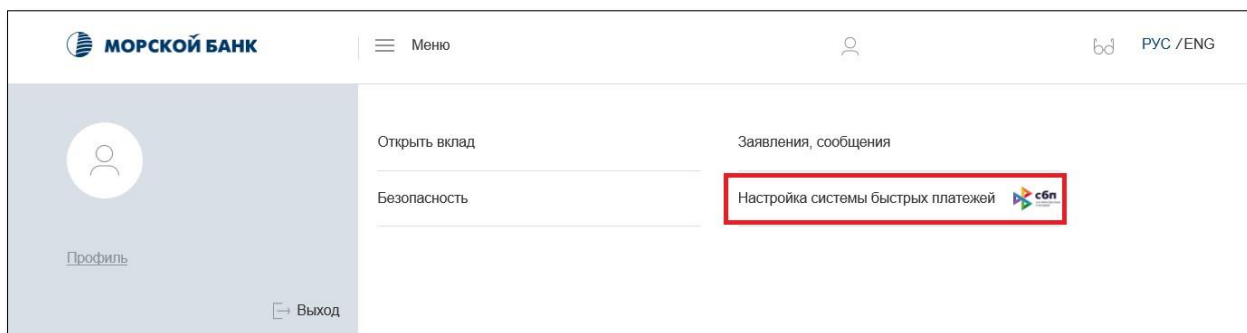 МОРСКОЙ БАНК
Меню
РУС /ENG
Открыть вклад
Заявления, сообщения
Безопасность
Настройка системы быстрых платежей сбп
Профиль
Выход